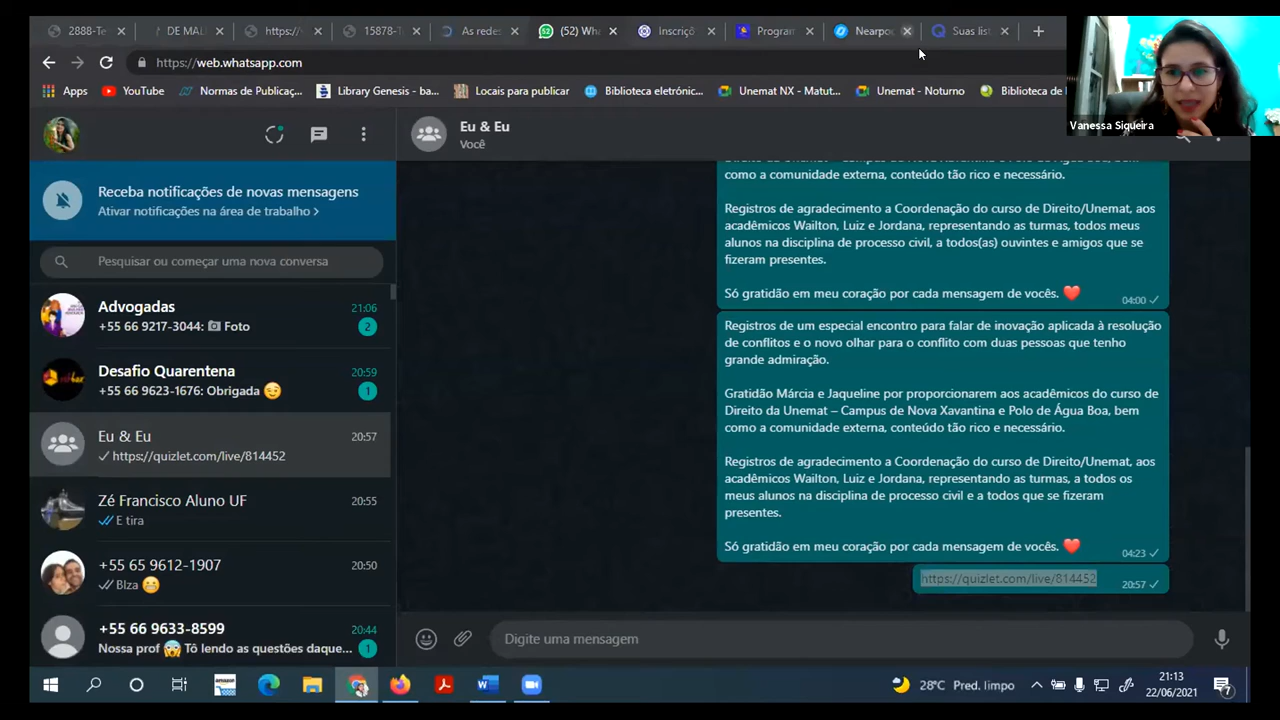 2888-Te
DE MALI
https:/
15878-T
As redes
(52) Wha
inscriçõ
Program
Nearpod
Suas list
https://web.whatsapp.com
Apps
YouTube
Normas de Publicaç...
Library Genesis - ba...
Locais para publicar
Biblioteca eletrónic...
Unemat NX - Matut...
Unemat - Noturno
Biblioteca de
Vanessa Siqueira
Eu & Eu
Você
Receba notificações de novas mensagens
Ativar notificações na área de trabalho >
Pesquisar ou começar uma nova conversa
Advogadas
21:06
+55 66 9217-3044: Foto
2
Desafio Quarentena
20:59
+55 66 9623-1676: Obrigada 😉
1
Eu & Eu
20:57
https://quizlet.com/live/814452
Zé Francisco Aluno UF
20:55
E tira
+55 65 9612-1907
20:50
Blza 😁
+55 66 9633-8599
20:44
Nossa prof 😱 Tô lendo as questões daque...
1
como a comunidade externa, conteúdo tão rico e necessário.
Registros de agradecimento a Coordenação do curso de Direito/Unemat, aos
acadêmicos Wailton, Luiz e Jordana, representando as turmas, todos meus
alunos na disciplina de processo civil, a todos(as) ouvintes e amigos que se
fizeram presentes.
Só gratidão em meu coração por cada mensagem de vocês. ❤️
04:00
Registros de um especial encontro para falar de inovação aplicada à resolução
de conflitos e o novo olhar para o conflito com duas pessoas que tenho
grande admiração.
Gratidão Márcia e Jaqueline por proporcionarem aos acadêmicos do curso de
Direito da Unemat – Campus de Nova Xavantina e Polo de Água Boa, bem
como a comunidade externa, conteúdo tão rico e necessário.
Registros de agradecimento a Coordenação do curso de Direito/Unemat, aos
acadêmicos Wailton, Luiz e Jordana, representando as turmas, a todos os
meus alunos na disciplina de processo civil e a todos que se fizeram
presentes.
Só gratidão em meu coração por cada mensagem de vocês. ❤️
04:23
https://quizlet.com/live/814452
20:57
Digite uma mensagem
amazon
28°C Pred. limpo
21:13
22/06/2021
7